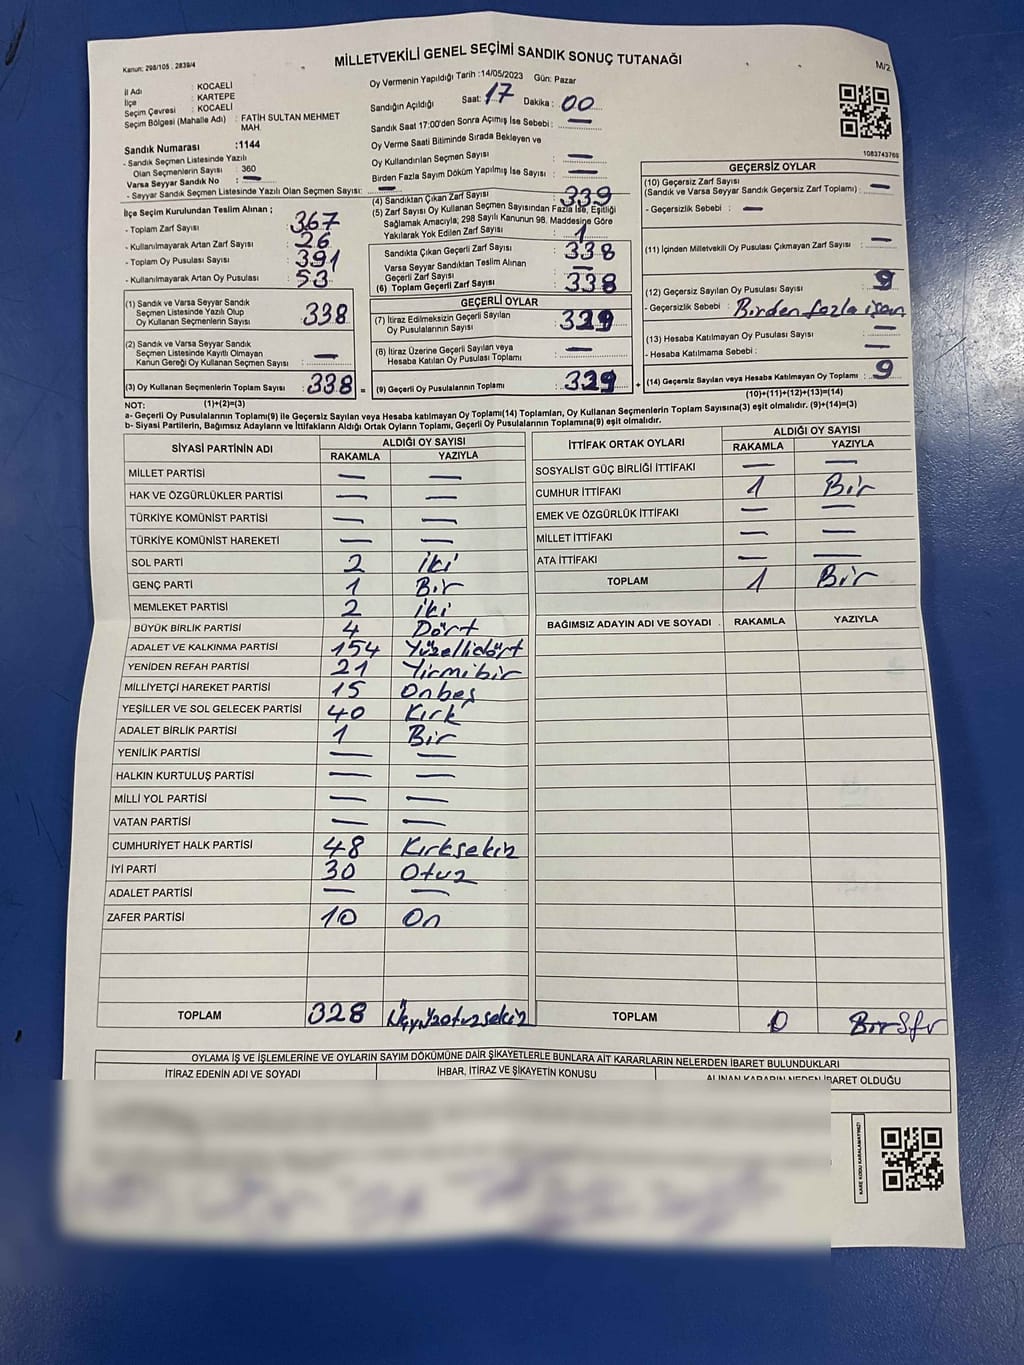 Kanun: 298/105 , 2839/4
MİLLETVEKİLİ GENEL SEÇİMİ SANDIK SONUÇ TUTANAĞI
M/2
İl Adı : KOCAELİ
İlçe : KARTEPE
Seçim Çevresi : KOCAELİ
Seçim Bölgesi (Mahalle Adı) : FATİH SULTAN MEHMET
MAH.
Sandık Numarası :1144
- Sandık Seçmen Listesinde Yazılı
Olan Seçmenlerin Sayısı : 360
Varsa Seyyar Sandık No : —
- Seyyar Sandık Seçmen Listesinde Yazılı Olan Seçmen Sayısı: —
Oy Vermenin Yapıldığı Tarih :14/05/2023 Gün: Pazar
Sandığın Açıldığı Saat: 17 Dakika : 00
Sandık Saat 17:00'den Sonra Açımış İse Sebebi : —
Oy Verme Saati Bitiminde Sırada Bekleyen ve
Oy Kullandırılan Seçmen Sayısı : —
Birden Fazla Sayım Döküm Yapılmış İse Sayısı : —
1083743769
İlçe Seçim Kurulundan Teslim Alınan ;
- Toplam Zarf Sayısı : 367
- Kullanılmayarak Artan Zarf Sayısı : 26
- Toplam Oy Pusulası Sayısı : 391
- Kullanılmayarak Artan Oy Pusulası : 53
(1) Sandık ve Varsa Seyyar Sandık
Seçmen Listesinde Yazılı Olup
Oy Kullanan Seçmenlerin Sayısı : 338
(2) Sandık ve Varsa Seyyar Sandık
Seçmen Listesinde Kayıtlı Olmayan
Kanun Gereği Oy Kullanan Seçmen Sayısı : —
(3) Oy Kullanan Seçmenlerin Toplam Sayısı : 338 =
(1)+(2)=(3)
(4) Sandıktan Çıkan Zarf Sayısı : 339
(5) Zarf Sayısı Oy Kullanan Seçmen Sayısından Fazla İse, Eşitliği
Sağlamak Amacıyla; 298 Sayılı Kanunun 98. Maddesine Göre
Yakılarak Yok Edilen Zarf Sayısı : 1
Sandıkta Çıkan Geçerli Zarf Sayısı : 338
Varsa Seyyar Sandıktan Teslim Alınan
Geçerli Zarf Sayısı : —
(6) Toplam Geçerli Zarf Sayısı : 338
GEÇERLİ OYLAR
(7) İtiraz Edilmeksizin Geçerli Sayılan
Oy Pusulalarının Sayısı : 329
(8) İtiraz Üzerine Geçerli Sayılan veya
Hesaba Katılan Oy Pusulası Toplamı : —
(9) Geçerli Oy Pusulalarının Toplamı : 329 +
GEÇERSİZ OYLAR
(10) Geçersiz Zarf Sayısı
(Sandık ve Varsa Seyyar Sandık Geçersiz Zarf Toplamı) : —
- Geçersizlik Sebebi : —
(11) İçinden Milletvekili Oy Pusulası Çıkmayan Zarf Sayısı : —
(12) Geçersiz Sayılan Oy Pusulası Sayısı : 9
- Geçersizlik Sebebi : Birden fazla işan
(13) Hesaba Katılmayan Oy Pusulası Sayısı : —
- Hesaba Katılmama Sebebi : —
(14) Geçersiz Sayılan veya Hesaba Katılmayan Oy Toplamı : 9
(10)+(11)+(12)+(13)=(14)
NOT:
a- Geçerli Oy Pusulalarının Toplamı(9) ile Geçersiz Sayılan veya Hesaba katılmayan Oy Toplamı(14) Toplamları, Oy Kullanan Seçmenlerin Toplam Sayısına(3) eşit olmalıdır. (9)+(14)=(3)
b- Siyasi Partilerin, Bağımsız Adayların ve İttifakların Aldığı Ortak Oyların Toplamı, Geçerli Oy Pusulalarının Toplamına(9) eşit olmalıdır.
SİYASİ PARTİNİN ADI ALDIĞI OY SAYISI
RAKAMLA YAZIYLA
MİLLET PARTİSİ — —
HAK VE ÖZGÜRLÜKLER PARTİSİ — —
TÜRKİYE KOMÜNİST PARTİSİ — —
TÜRKİYE KOMÜNİST HAREKETİ — —
SOL PARTİ 2 iki
GENÇ PARTİ 1 Bir
MEMLEKET PARTİSİ 2 iki
BÜYÜK BİRLİK PARTİSİ 4 Dört
ADALET VE KALKINMA PARTİSİ 154 Yüzellidört
YENİDEN REFAH PARTİSİ 21 Yirmibir
MİLLİYETÇİ HAREKET PARTİSİ 15 Onbeş
YEŞİLLER VE SOL GELECEK PARTİSİ 40 Kırk
ADALET BİRLİK PARTİSİ 1 Bir
YENİLİK PARTİSİ — —
HALKIN KURTULUŞ PARTİSİ — —
MİLLİ YOL PARTİSİ — —
VATAN PARTİSİ — —
CUMHURİYET HALK PARTİSİ 48 Kırksekiz
İYİ PARTİ 30 Otuz
ADALET PARTİSİ — —
ZAFER PARTİSİ 10 On
TOPLAM 328 Üçyüzotuzsekiz
İTTİFAK ORTAK OYLARI ALDIĞI OY SAYISI
RAKAMLA YAZIYLA
SOSYALİST GÜÇ BİRLİĞİ İTTİFAKI — —
CUMHUR İTTİFAKI 1 Bir
EMEK VE ÖZGÜRLÜK İTTİFAKI — —
MİLLET İTTİFAKI — —
ATA İTTİFAKI — —
TOPLAM 1 Bir
BAĞIMSIZ ADAYIN ADI VE SOYADI RAKAMLA YAZIYLA
TOPLAM 0
OYLAMA İŞ VE İŞLEMLERİNE VE OYLARIN SAYIM DÖKÜMÜNE DAİR ŞİKAYETLERLE BUNLARA AİT KARARLARIN NELERDEN İBARET BULUNDUKLARI
İTİRAZ EDENİN ADI VE SOYADI İHBAR, İTİRAZ VE ŞİKAYETİN KONUSU ALINAN KARARIN NEDEN İBARET OLDUĞU
KARE KODU KARALAMAYINIZ!